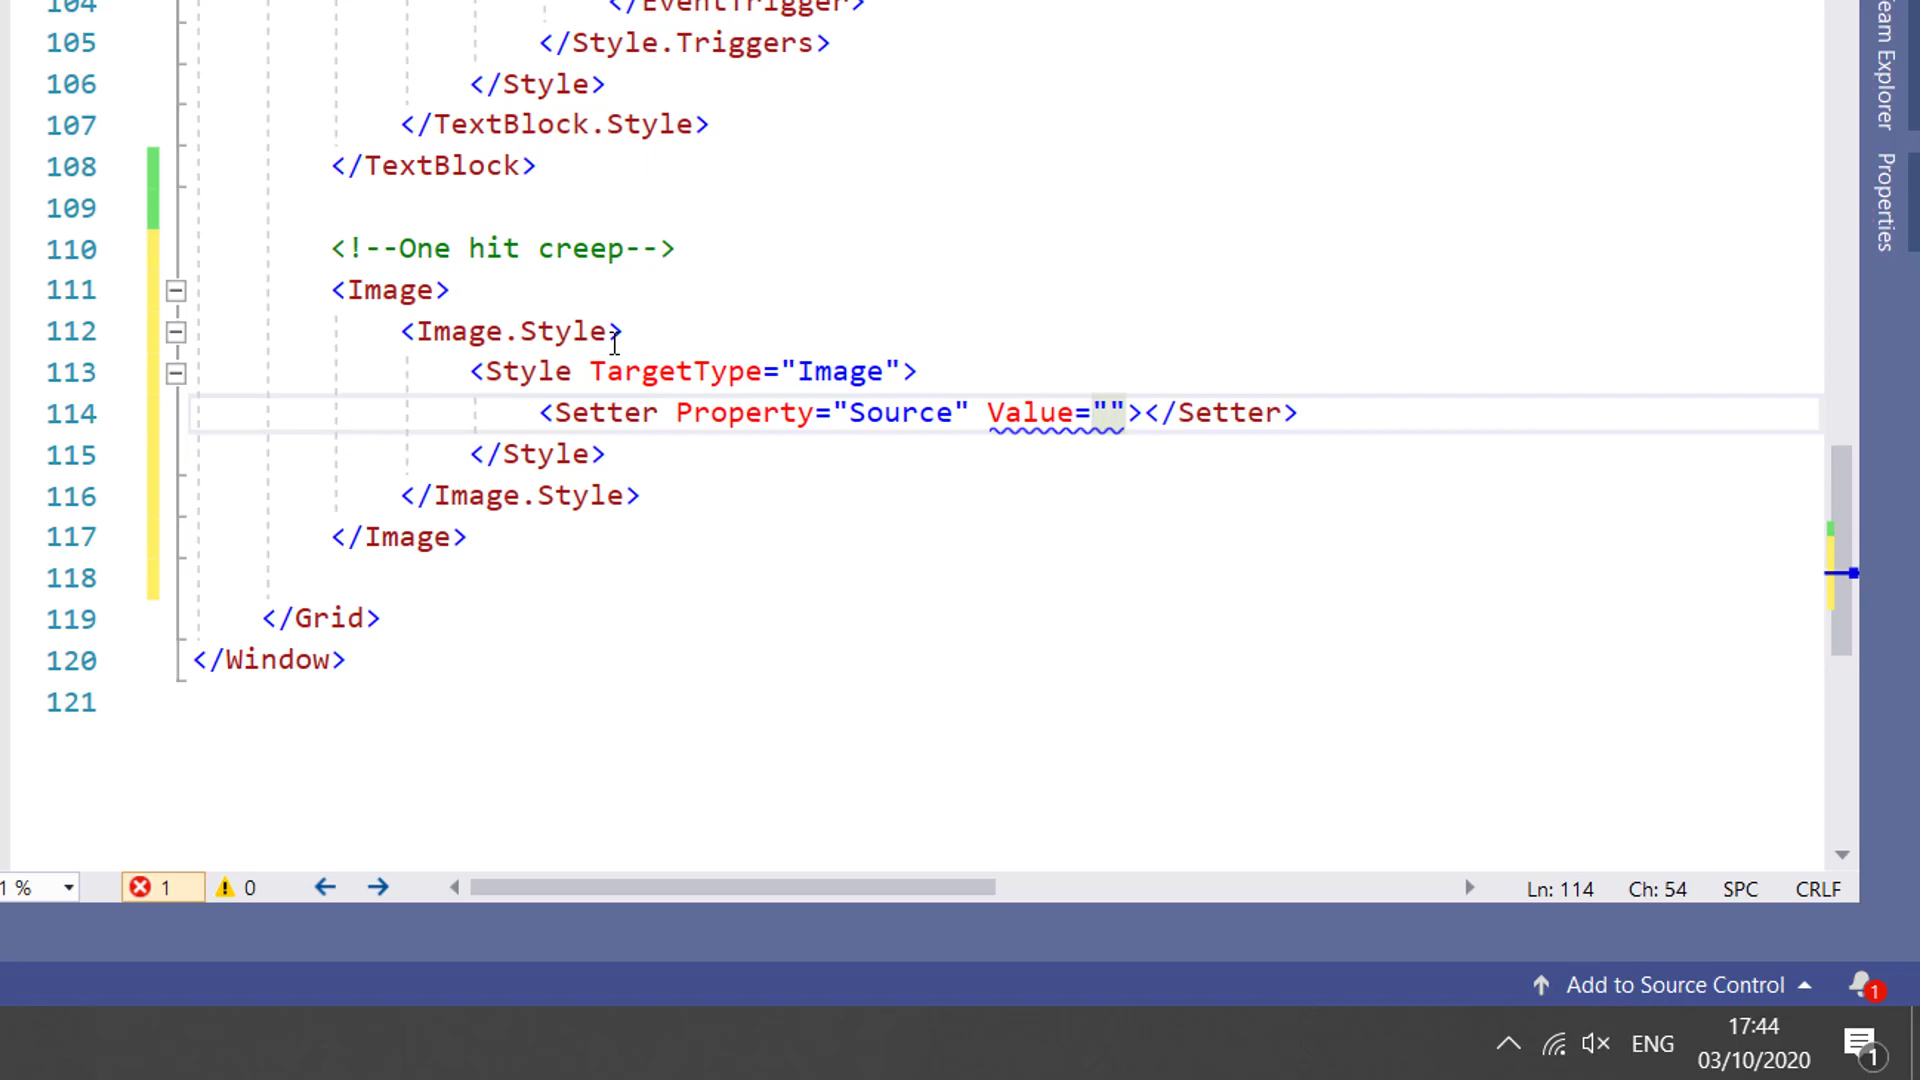 104 </EventTrigger>
105 </Style.Triggers>
106 </Style>
107 </TextBlock.Style>
108 </TextBlock>
109
110 <!--One hit creep-->
111 <Image>
112 <Image.Style>
113 <Style TargetType="Image">
114 <Setter Property="Source" Value=""></Setter>
115 </Style>
116 </Image.Style>
117 </Image>
118
119 </Grid>
120 </Window>
121
Team Explorer
Properties
1 % 1 0 Ln: 114 Ch: 54 SPC CRLF
Add to Source Control 1
ENG 17:44
03/10/2020 1